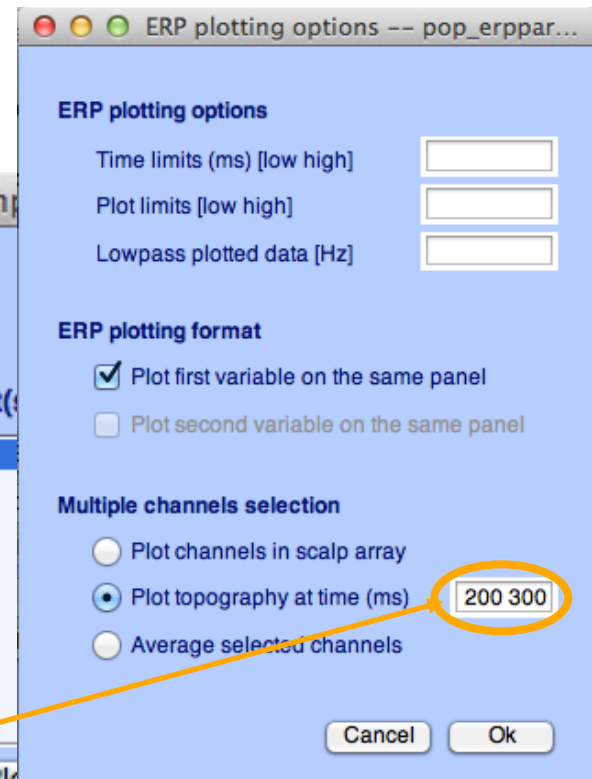 ERP plotting options -- pop_erppar...
ERP plotting options
Time limits (ms) [low high]
Plot limits [low high]
Lowpass plotted data [Hz]
ERP plotting format
Plot first variable on the same panel
Plot second variable on the same panel
Multiple channels selection
Plot channels in scalp array
Plot topography at time (ms) 200 300
Average selected channels
Cancel Ok